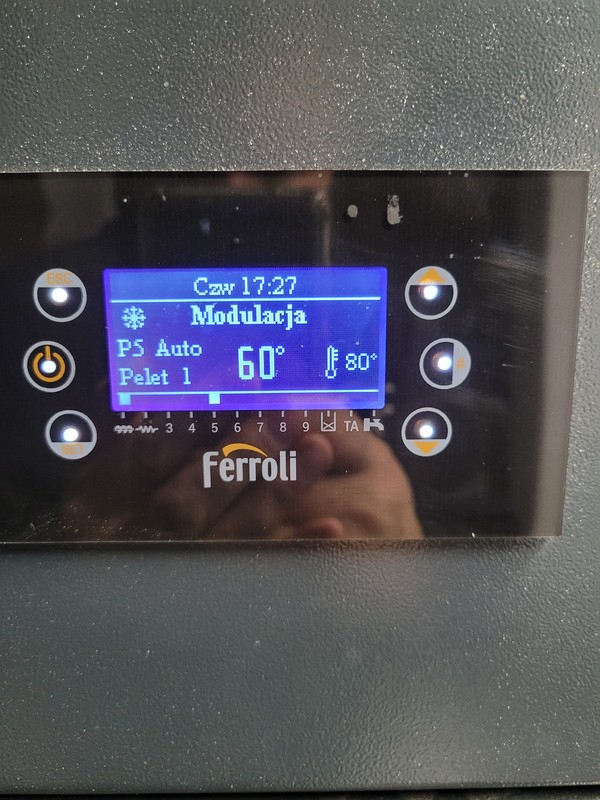 Czw 17:27
Modulacja
P5 Auto
Pelet 1
60°
80°
3 4 5 6 7 8 9 TA
ESC
SET
Ferroli